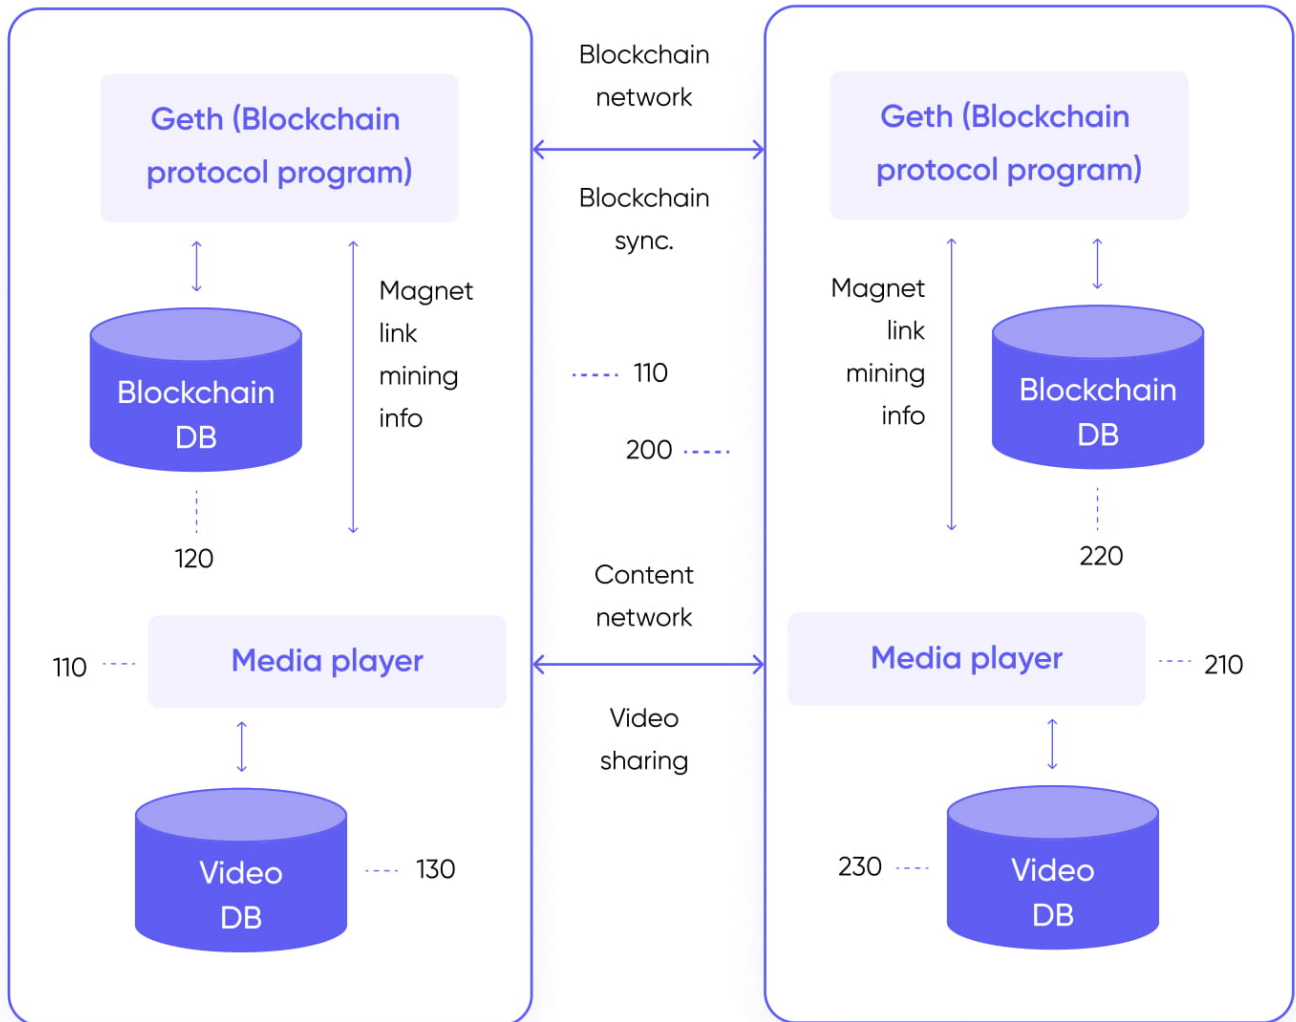 Geth (Blockchain
protocol program)
Magnet
link
mining
info
Blockchain
DB
120
110
Media player
Video
DB
130
Blockchain
network
Blockchain
sync.
110
200
Content
network
Video
sharing
Geth (Blockchain
protocol program)
Magnet
link
mining
info
Blockchain
DB
220
Media player
210
230
Video
DB